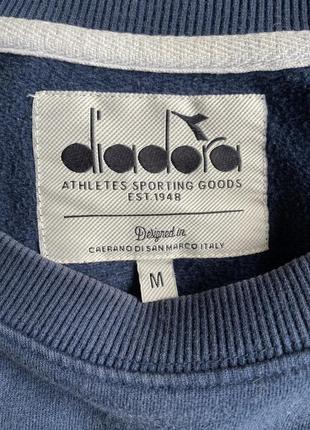 diadora
ATHLETES SPORTING GOODS
EST.1948
Designed in
CAERANO DI SAN MARCO ITALY
M